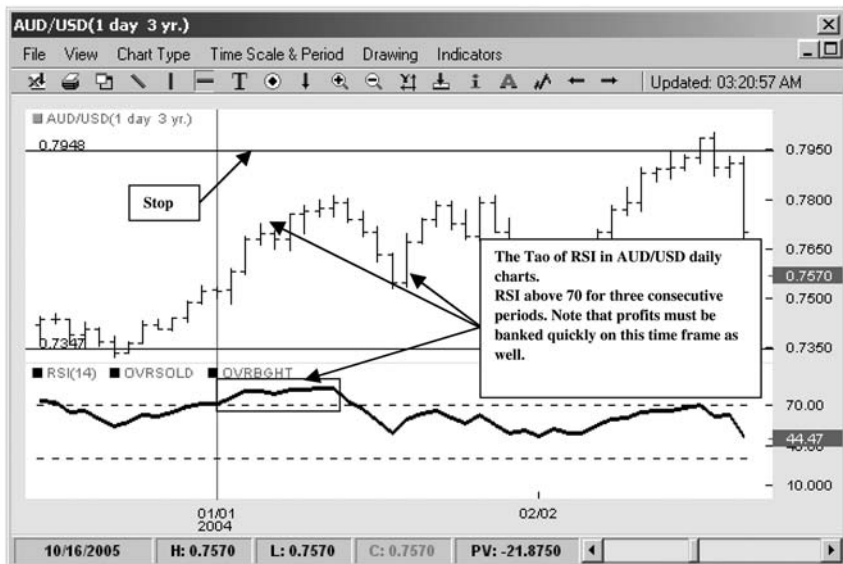 AUD/USD(1 day 3 yr.)
File View Chart Type Time Scale & Period Drawing Indicators
T i A Updated: 03:20:57 AM
AUD/USD(1 day 3 yr.)
0.7948
0.7950
Stop
0.7800
0.7650
0.7570
0.7500
0.7347
0.7350
The Tao of RSI in AUD/USD daily
charts.
RSI above 70 for three consecutive
periods. Note that profits must be
banked quickly on this time frame as
well.
RSI(14) OVRSOLD OVRBGHT
70.00
44.47
40.00
10.000
01/01
2004
02/02
10/16/2005 H: 0.7570 L: 0.7570 C: 0.7570 PV: -21.8750